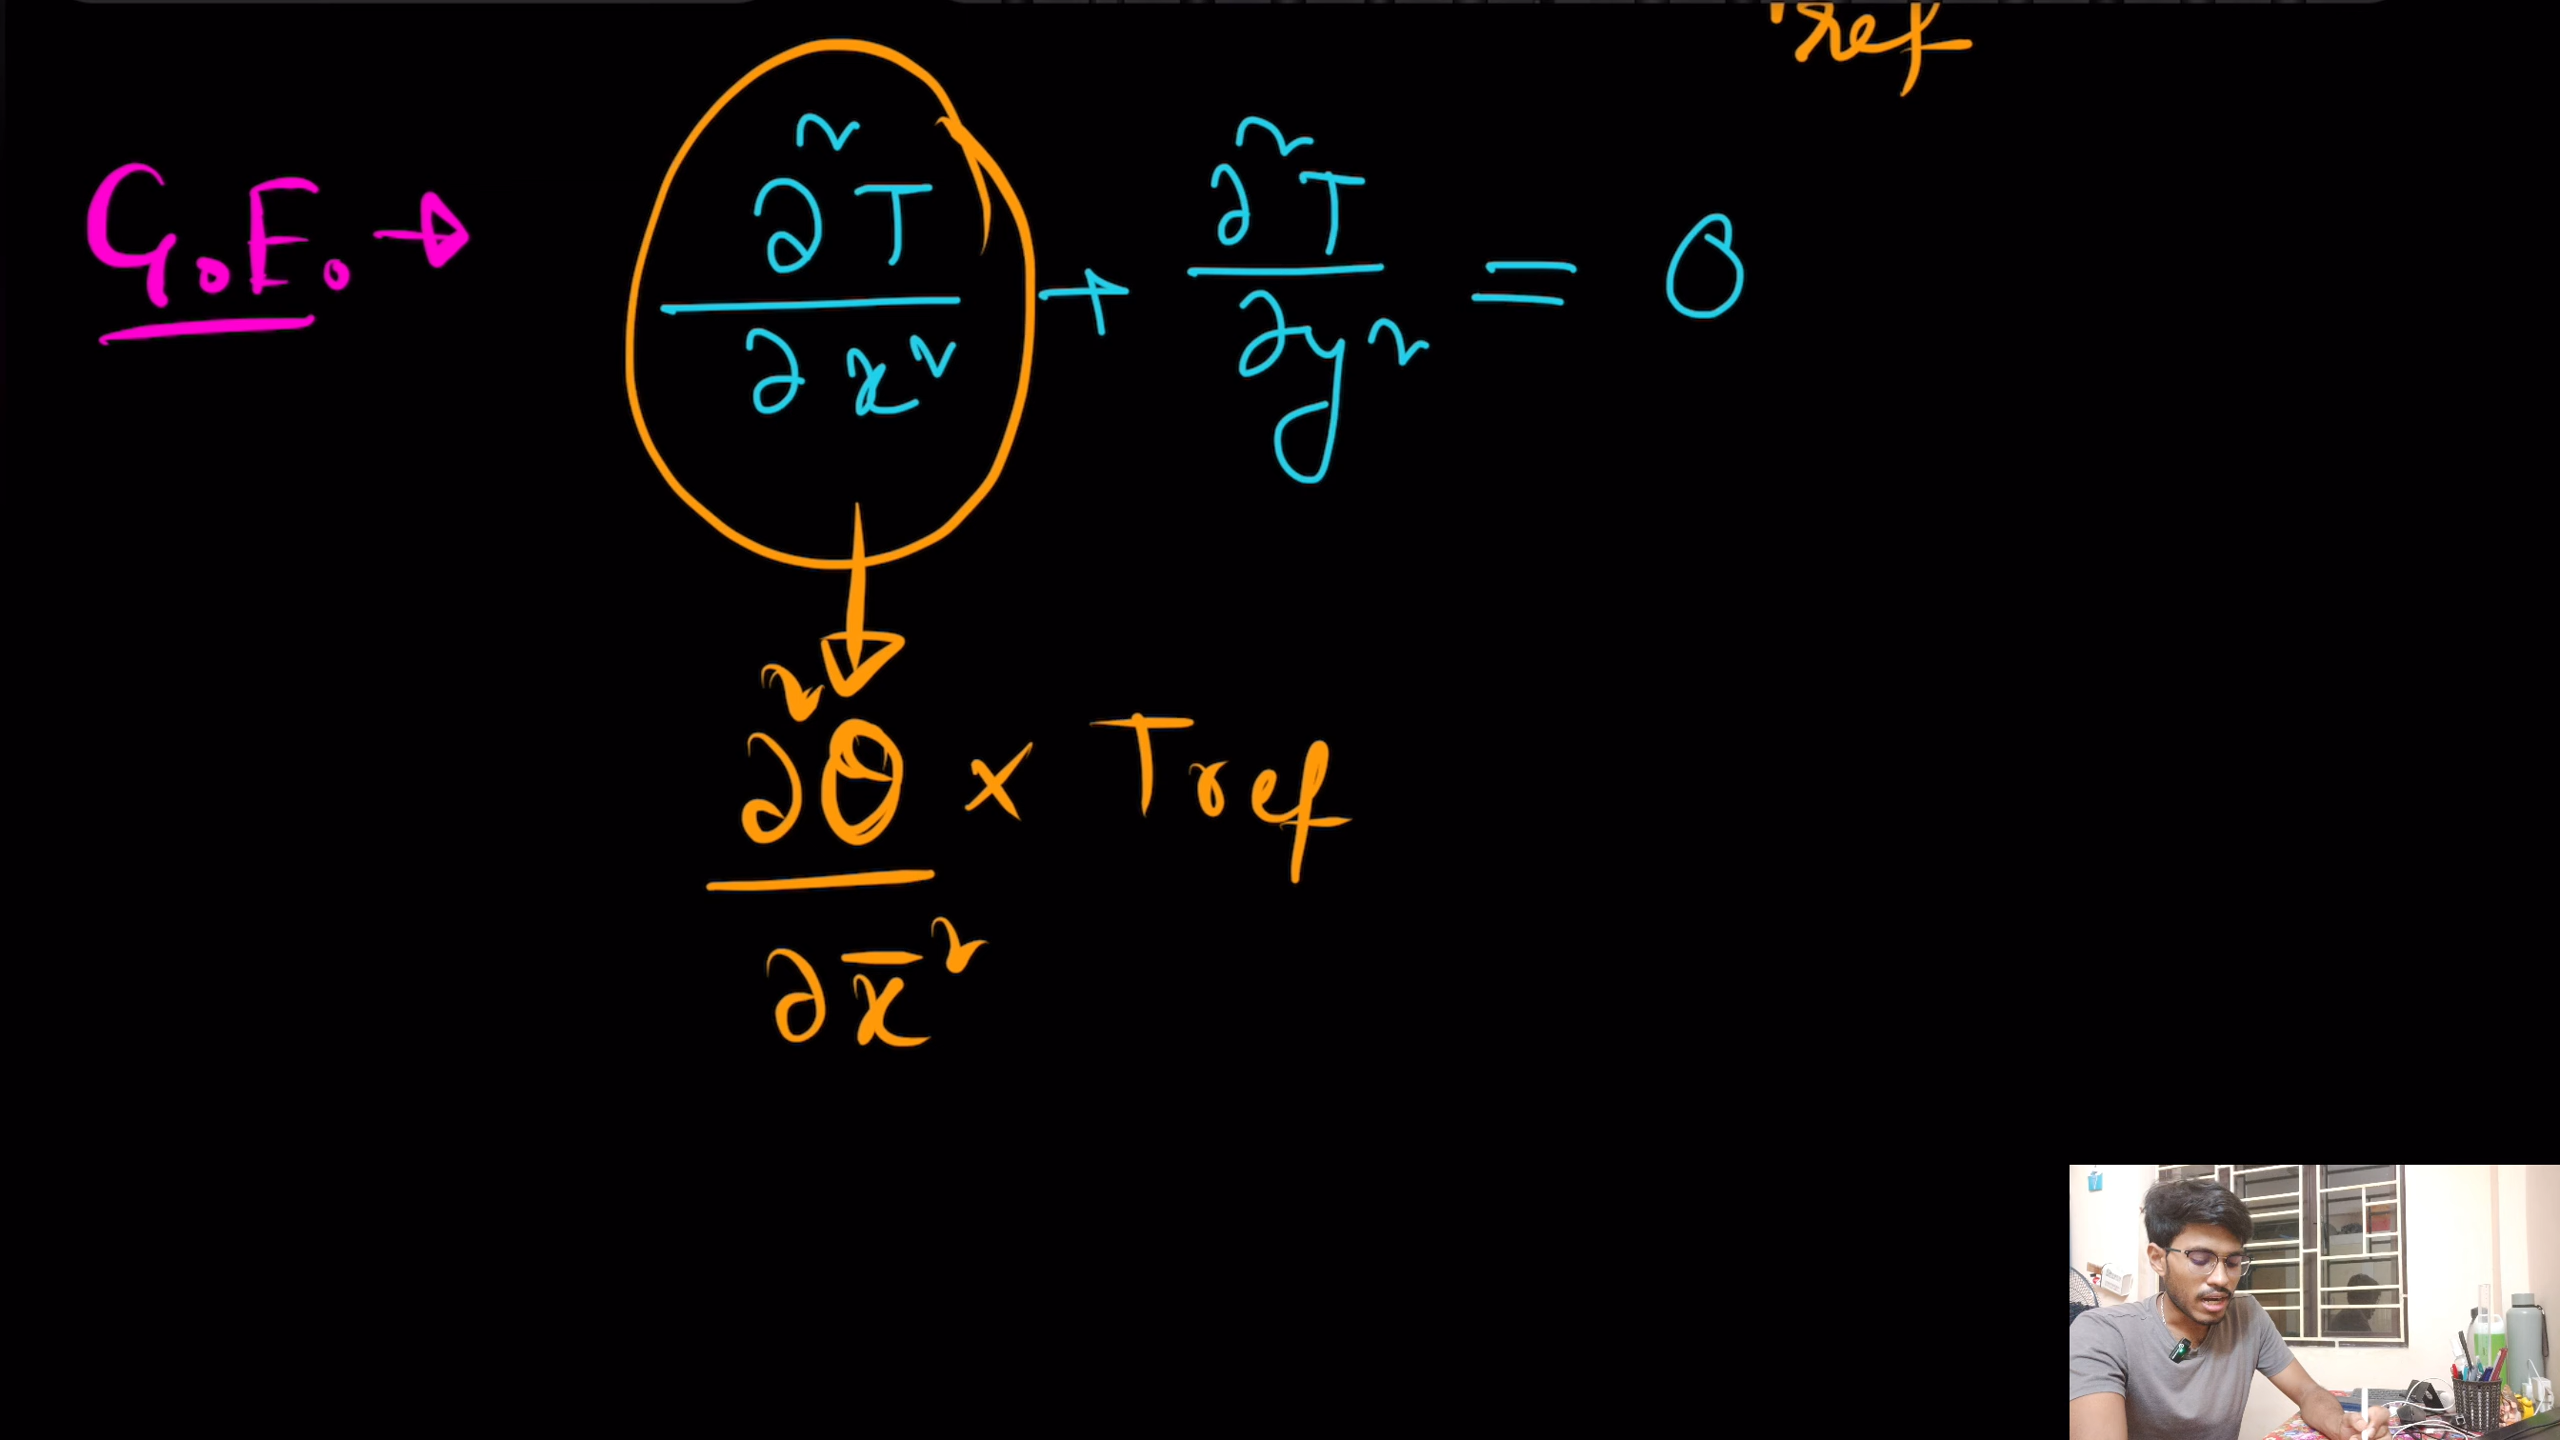 ref
G.E. → ∂²T/∂x² + ∂²T/∂y² = 0
∂²θ/∂x̄² × Tref